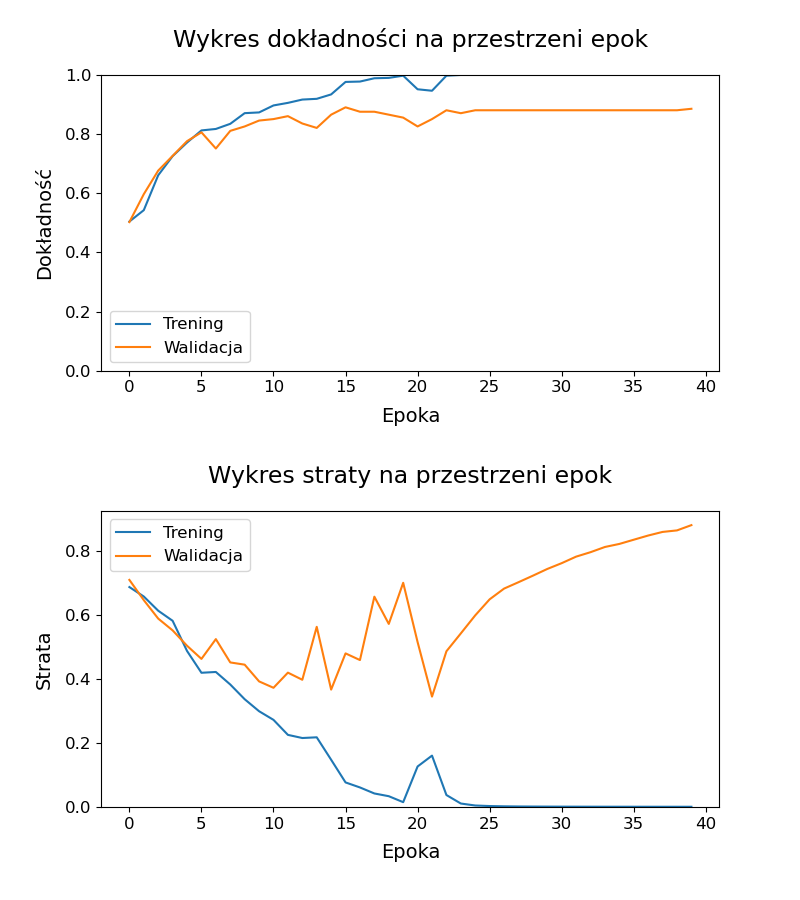 Wykres dokładności na przestrzeni epok
1.0
0.8
0.6
0.4
0.2
0.0
Dokładność
Trening
Walidacja
0 5 10 15 20 25 30 35 40
Epoka
Wykres straty na przestrzeni epok
Trening
Walidacja
0.8
0.6
0.4
0.2
0.0
Strata
0 5 10 15 20 25 30 35 40
Epoka